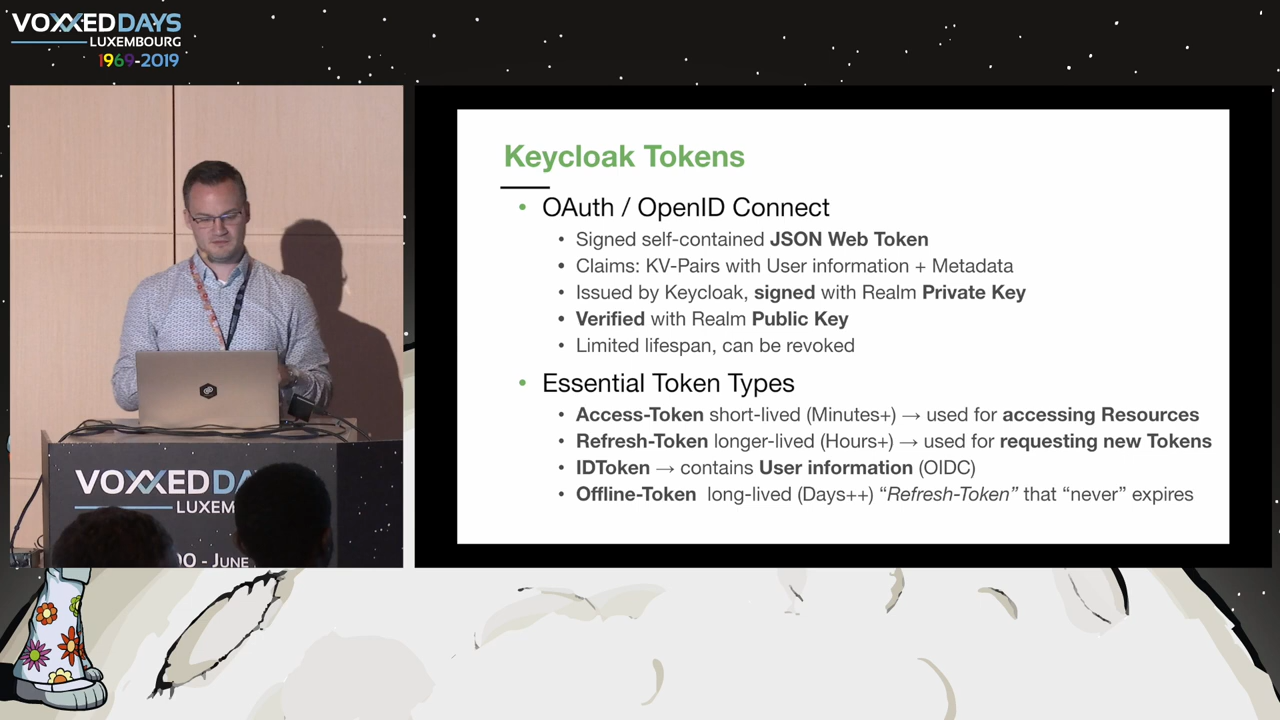 VOXXEDDAYS
LUXEMBOURG
1969-2019
Keycloak Tokens
• OAuth / OpenID Connect
• Signed self-contained JSON Web Token
• Claims: KV-Pairs with User information + Metadata
• Issued by Keycloak, signed with Realm Private Key
• Verified with Realm Public Key
• Limited lifespan, can be revoked
• Essential Token Types
• Access-Token short-lived (Minutes+) → used for accessing Resources
• Refresh-Token longer-lived (Hours+) → used for requesting new Tokens
• IDToken → contains User information (OIDC)
• Offline-Token long-lived (Days++) “Refresh-Token” that “never” expires
VOXXEDDA
LUXEM
- JUNE